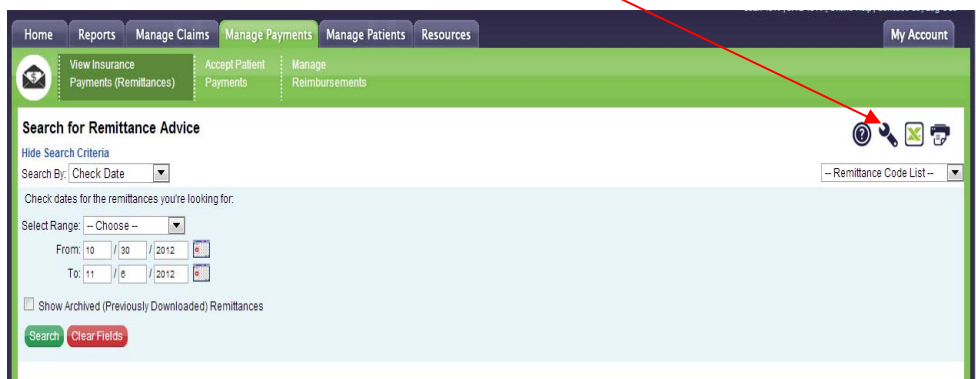 Home Reports Manage Claims Manage Payments Manage Patients Resources My Account
View Insurance Payments (Remittances)
Accept Patient Payments
Manage Reimbursements
Search for Remittance Advice
Hide Search Criteria
Search By: Check Date
-- Remittance Code List --
Check dates for the remittances you're looking for:
Select Range: -- Choose --
From: 10 / 30 / 2012
To: 11 / 6 / 2012
Show Archived (Previously Downloaded) Remittances
Search Clear Fields